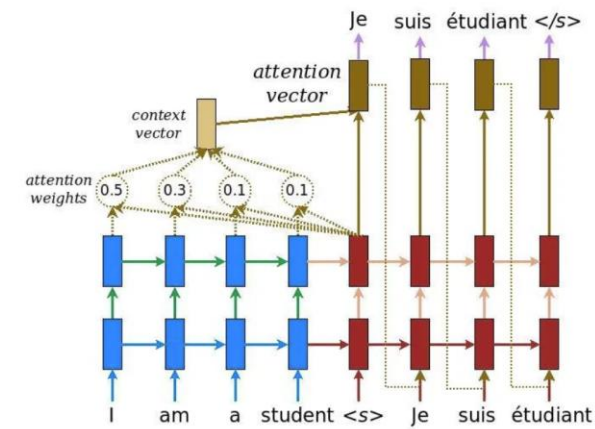 Je suis étudiant </s>
attention
vector
context
vector
attention
weights
0.5 0.3 0.1 0.1
I am a student <s> Je suis étudiant